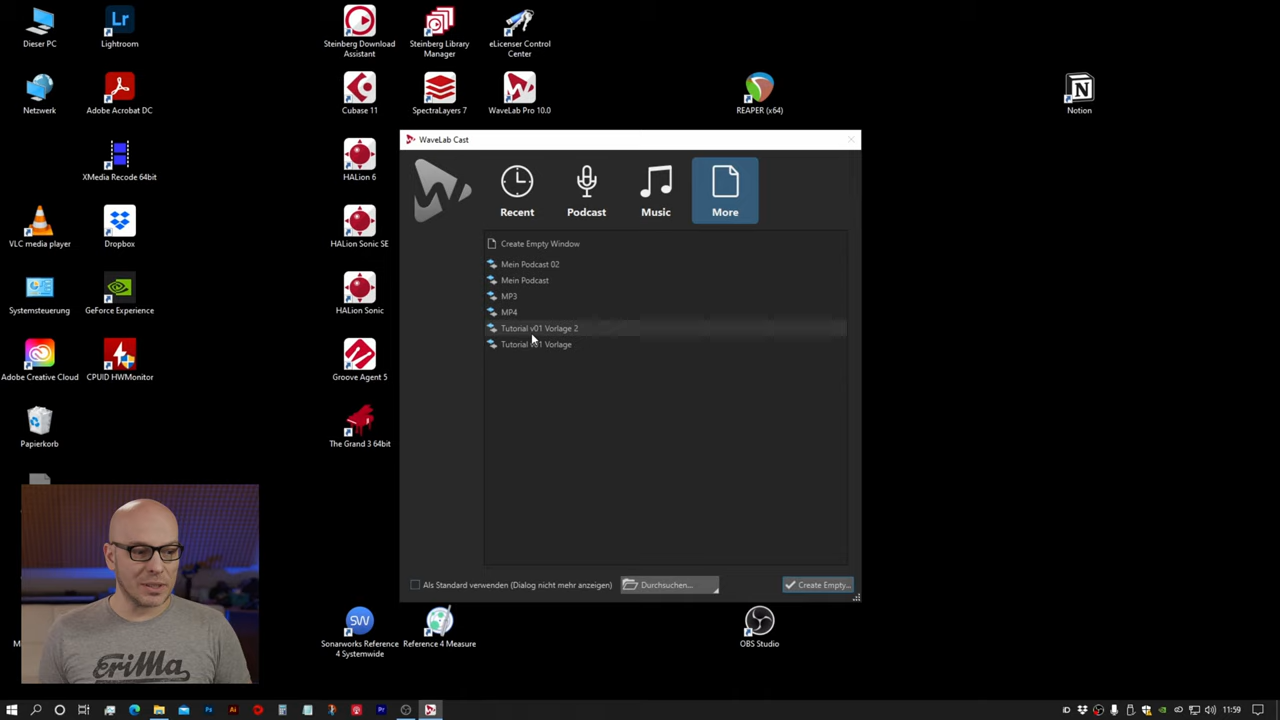 Dieser PC
Lightroom
Steinberg Download
Assistant
Steinberg Library
Manager
eLicenser Control
Center
Netzwerk
Adobe Acrobat DC
Cubase 11
SpectraLayers 7
WaveLab Pro 10.0
REAPER (x64)
Notion
WaveLab Cast
XMedia Recode 64bit
HALion 6
Recent
Podcast
Music
More
VLC media player
Dropbox
HALion Sonic SE
Create Empty Window
Mein Podcast 02
Mein Podcast
MP3
MP4
Tutorial v01 Vorlage 2
Tutorial v01 Vorlage
Systemsteuerung
GeForce Experience
HALion Sonic
Adobe Creative Cloud
CPUID HWMonitor
Groove Agent 5
Papierkorb
The Grand 3 64bit
Als Standard verwenden (Dialog nicht mehr anzeigen)
Durchsuchen...
Create Empty...
SW
Sonarworks Reference
4 Systemwide
Reference 4 Measure
OBS Studio
eriMa
11:59